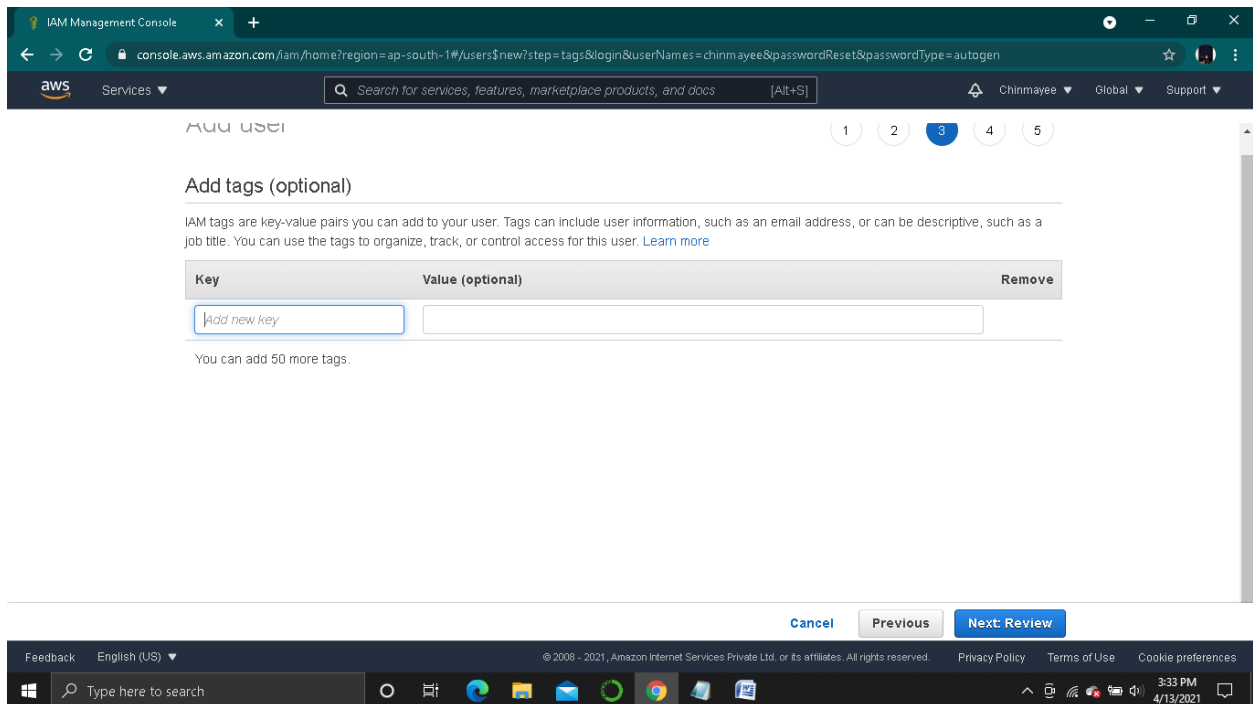 IAM Management Console
console.aws.amazon.com/iam/home?region=ap-south-1#/users$new?step=tags&login&userNames=chinmayee&passwordReset&passwordType=autogen
aws Services ▼ Search for services, features, marketplace products, and docs [Alt+S] Chinmayee ▼ Global ▼ Support ▼
Add user 1 2 3 4 5
Add tags (optional)
IAM tags are key-value pairs you can add to your user. Tags can include user information, such as an email address, or can be descriptive, such as a
job title. You can use the tags to organize, track, or control access for this user. Learn more
Key Value (optional) Remove
Add new key
You can add 50 more tags.
Cancel Previous Next: Review
Feedback English (US) ▼ © 2008 - 2021, Amazon Internet Services Private Ltd. or its affiliates. All rights reserved. Privacy Policy Terms of Use Cookie preferences
Type here to search 3:33 PM
4/13/2021